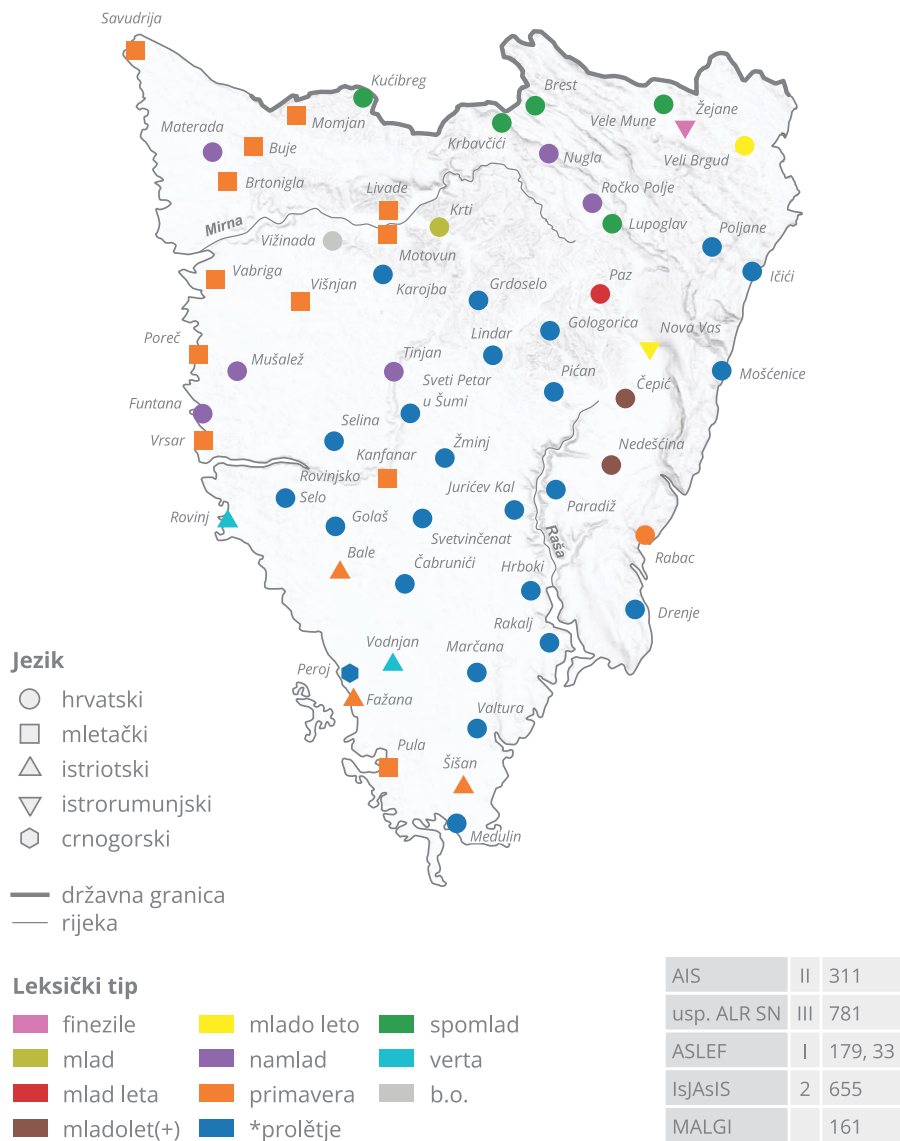 Savudrija
Kućibreg
Brest
Momjan
Vele Mune
Žejane
Materada
Krbavčići
Buje
Nugla
Veli Brgud
Brtonigla
Livade
Ročko Polje
Krti
Mirna
Lupoglav
Poljane
Vižinada
Motovun
Vabriga
Višnjan
Karojba
Grdoselo
Paz
Ičići
Gologorica
Nova Vas
Poreč
Lindar
Mušalež
Tinjan
Pićan
Čepić
Mošćenice
Sveti Petar
u Šumi
Funtana
Selina
Vrsar
Žminj
Nedešćina
Kanfanar
Rovinjsko
Selo
Jurićev Kal
Paradiž
Rovinj
Golaš
Svetvinčenat
Raša
Bale
Čabrunići
Hrboki
Rabac
Drenje
Rakalj
Vodnjan
Marčana
Peroj
Fažana
Valtura
Pula
Šišan
Medulin
Jezik
hrvatski
mletački
istriotski
istrorumunjski
crnogorski
državna granica
rijeka
Leksički tip
finezile
mlado leto
spomlad
mlad
namlad
verta
mlad leta
primavera
b.o.
mladolet(+)
*prolětje
AIS II 311
usp. ALR SN III 781
ASLEF I 179, 33
IsJAsIS 2 655
MALGI 161